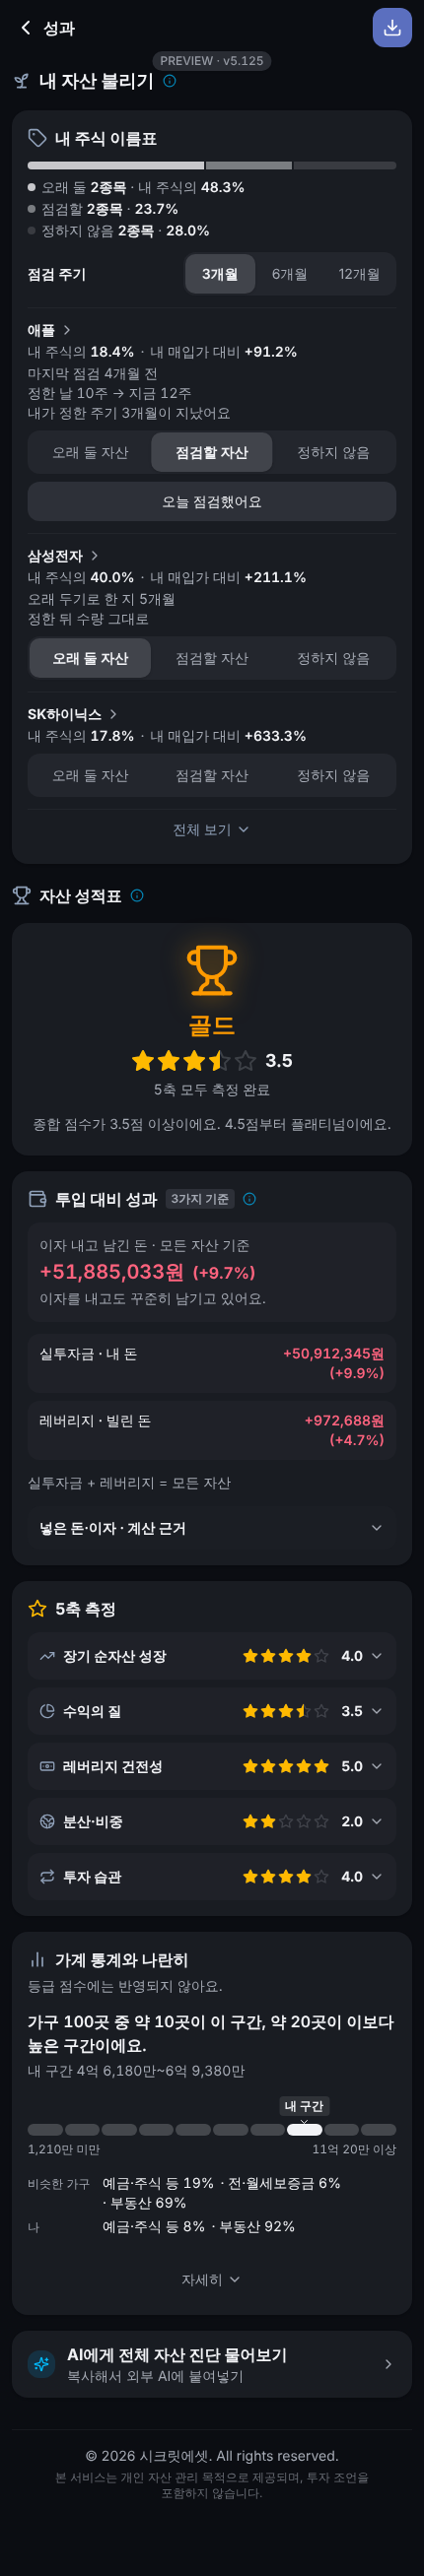 성과
PREVIEW · v5.125
내 자산 불리기
내 주식 이름표
오래 둘 2종목 · 내 주식의 48.3%
점검할 2종목 · 23.7%
정하지 않음 2종목 · 28.0%
점검 주기 3개월 6개월 12개월
애플
내 주식의 18.4% · 내 매입가 대비 +91.2%
마지막 점검 4개월 전
정한 날 10주 → 지금 12주
내가 정한 주기 3개월이 지났어요
오래 둘 자산 점검할 자산 정하지 않음
오늘 점검했어요
삼성전자
내 주식의 40.0% · 내 매입가 대비 +211.1%
오래 두기로 한 지 5개월
정한 뒤 수량 그대로
오래 둘 자산 점검할 자산 정하지 않음
SK하이닉스
내 주식의 17.8% · 내 매입가 대비 +633.3%
오래 둘 자산 점검할 자산 정하지 않음
전체 보기
자산 성적표
골드
3.5
5축 모두 측정 완료
종합 점수가 3.5점 이상이에요. 4.5점부터 플래티넘이에요.
투입 대비 성과 3가지 기준
이자 내고 남긴 돈 · 모든 자산 기준
+51,885,033원 (+9.7%)
이자를 내고도 꾸준히 남기고 있어요.
실투자금 · 내 돈 +50,912,345원
(+9.9%)
레버리지 · 빌린 돈 +972,688원
(+4.7%)
실투자금 + 레버리지 = 모든 자산
넣은 돈·이자 · 계산 근거
5축 측정
장기 순자산 성장 4.0
수익의 질 3.5
레버리지 건전성 5.0
분산·비중 2.0
투자 습관 4.0
가계 통계와 나란히
등급 점수에는 반영되지 않아요.
가구 100곳 중 약 10곳이 이 구간, 약 20곳이 이보다
높은 구간이에요.
내 구간 4억 6,180만~6억 9,380만
내 구간
1,210만 미만 11억 20만 이상
비슷한 가구 예금·주식 등 19% · 전·월세보증금 6%
· 부동산 69%
나 예금·주식 등 8% · 부동산 92%
자세히
AI에게 전체 자산 진단 물어보기
복사해서 외부 AI에 붙여넣기
© 2026 시크릿에셋. All rights reserved.
본 서비스는 개인 자산 관리 목적으로 제공되며, 투자 조언을
포함하지 않습니다.